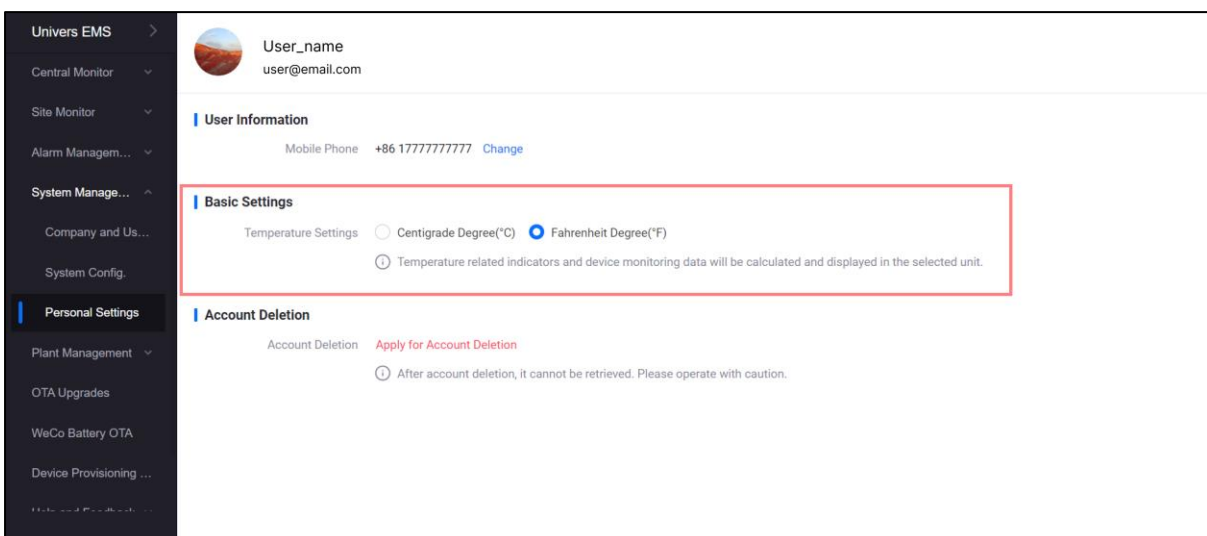 Univers EMS
Central Monitor
Site Monitor
Alarm Managem...
System Manage...
Company and Us...
System Config.
Personal Settings
Plant Management
OTA Upgrades
WeCo Battery OTA
Device Provisioning ...
Help and Feedback
User_name
user@email.com
User Information
Mobile Phone +86 17777777777 Change
Basic Settings
Temperature Settings Centigrade Degree(°C) Fahrenheit Degree(°F)
Temperature related indicators and device monitoring data will be calculated and displayed in the selected unit.
Account Deletion
Account Deletion Apply for Account Deletion
After account deletion, it cannot be retrieved. Please operate with caution.